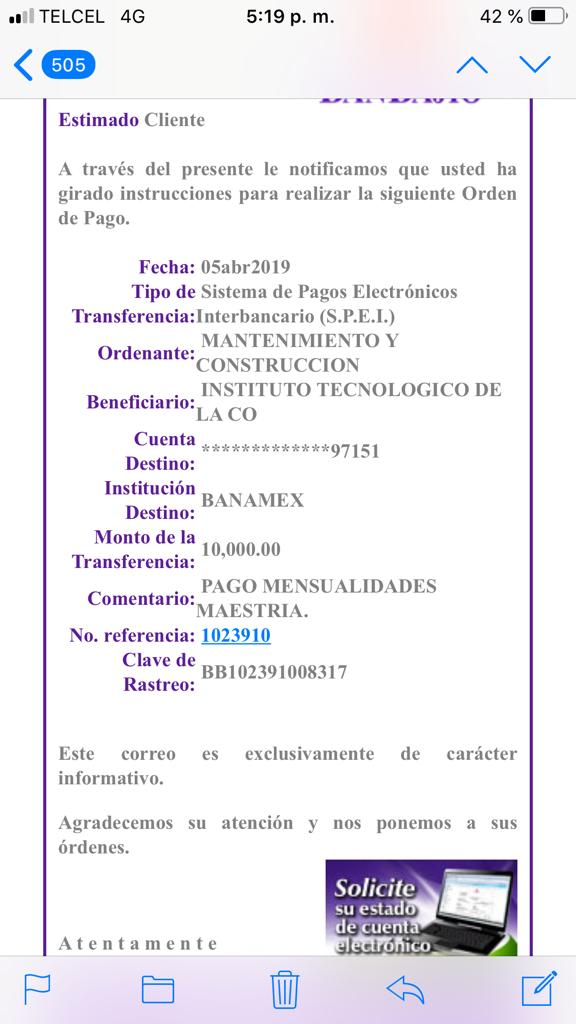 TELCEL 4G 5:19 p. m. 42 %
505
BANBAJIO
Estimado Cliente
A través del presente le notificamos que usted ha
girado instrucciones para realizar la siguiente Orden
de Pago.
Fecha: 05abr2019
Tipo de Sistema de Pagos Electrónicos
Transferencia: Interbancario (S.P.E.I.)
Ordenante: MANTENIMIENTO Y
CONSTRUCCION
Beneficiario: INSTITUTO TECNOLOGICO DE
LA CO
Cuenta
Destino: *************97151
Institución
Destino: BANAMEX
Monto de la
Transferencia: 10,000.00
Comentario: PAGO MENSUALIDADES
MAESTRIA.
No. referencia: 1023910
Clave de
Rastreo: BB102391008317
Este correo es exclusivamente de carácter
informativo.
Agradecemos su atención y nos ponemos a sus
órdenes.
Solicite
su estado
de cuenta
electrónico
Atentamente